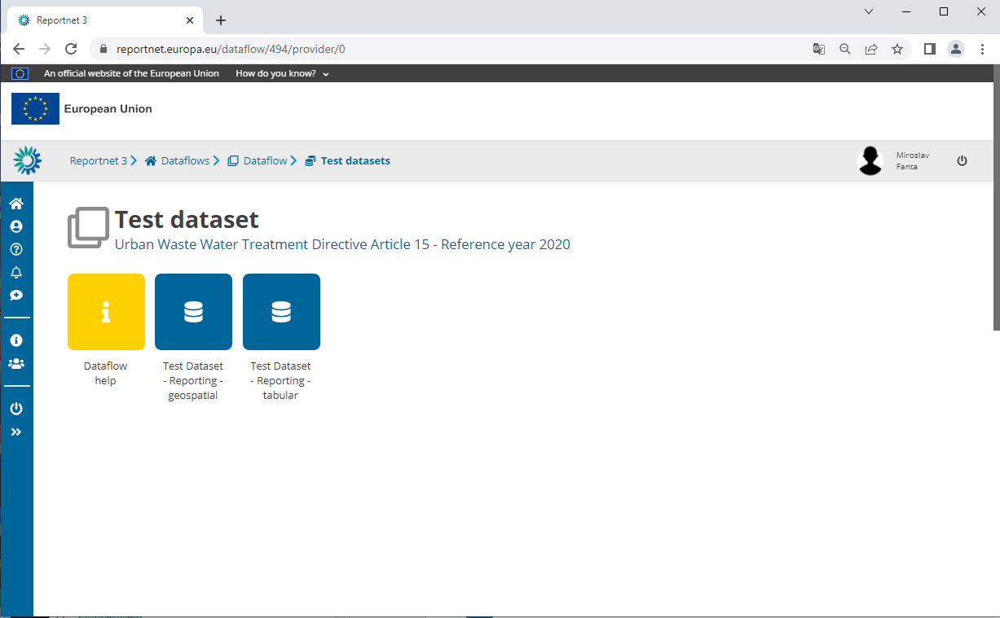 Reportnet 3
reportnet.europa.eu/dataflow/494/provider/0
An official website of the European Union How do you know?
European Union
Reportnet 3 Dataflows Dataflow Test datasets
Miroslav
Fanta
Test dataset
Urban Waste Water Treatment Directive Article 15 - Reference year 2020
Dataflow
help
Test Dataset
- Reporting -
geospatial
Test Dataset
- Reporting -
tabular